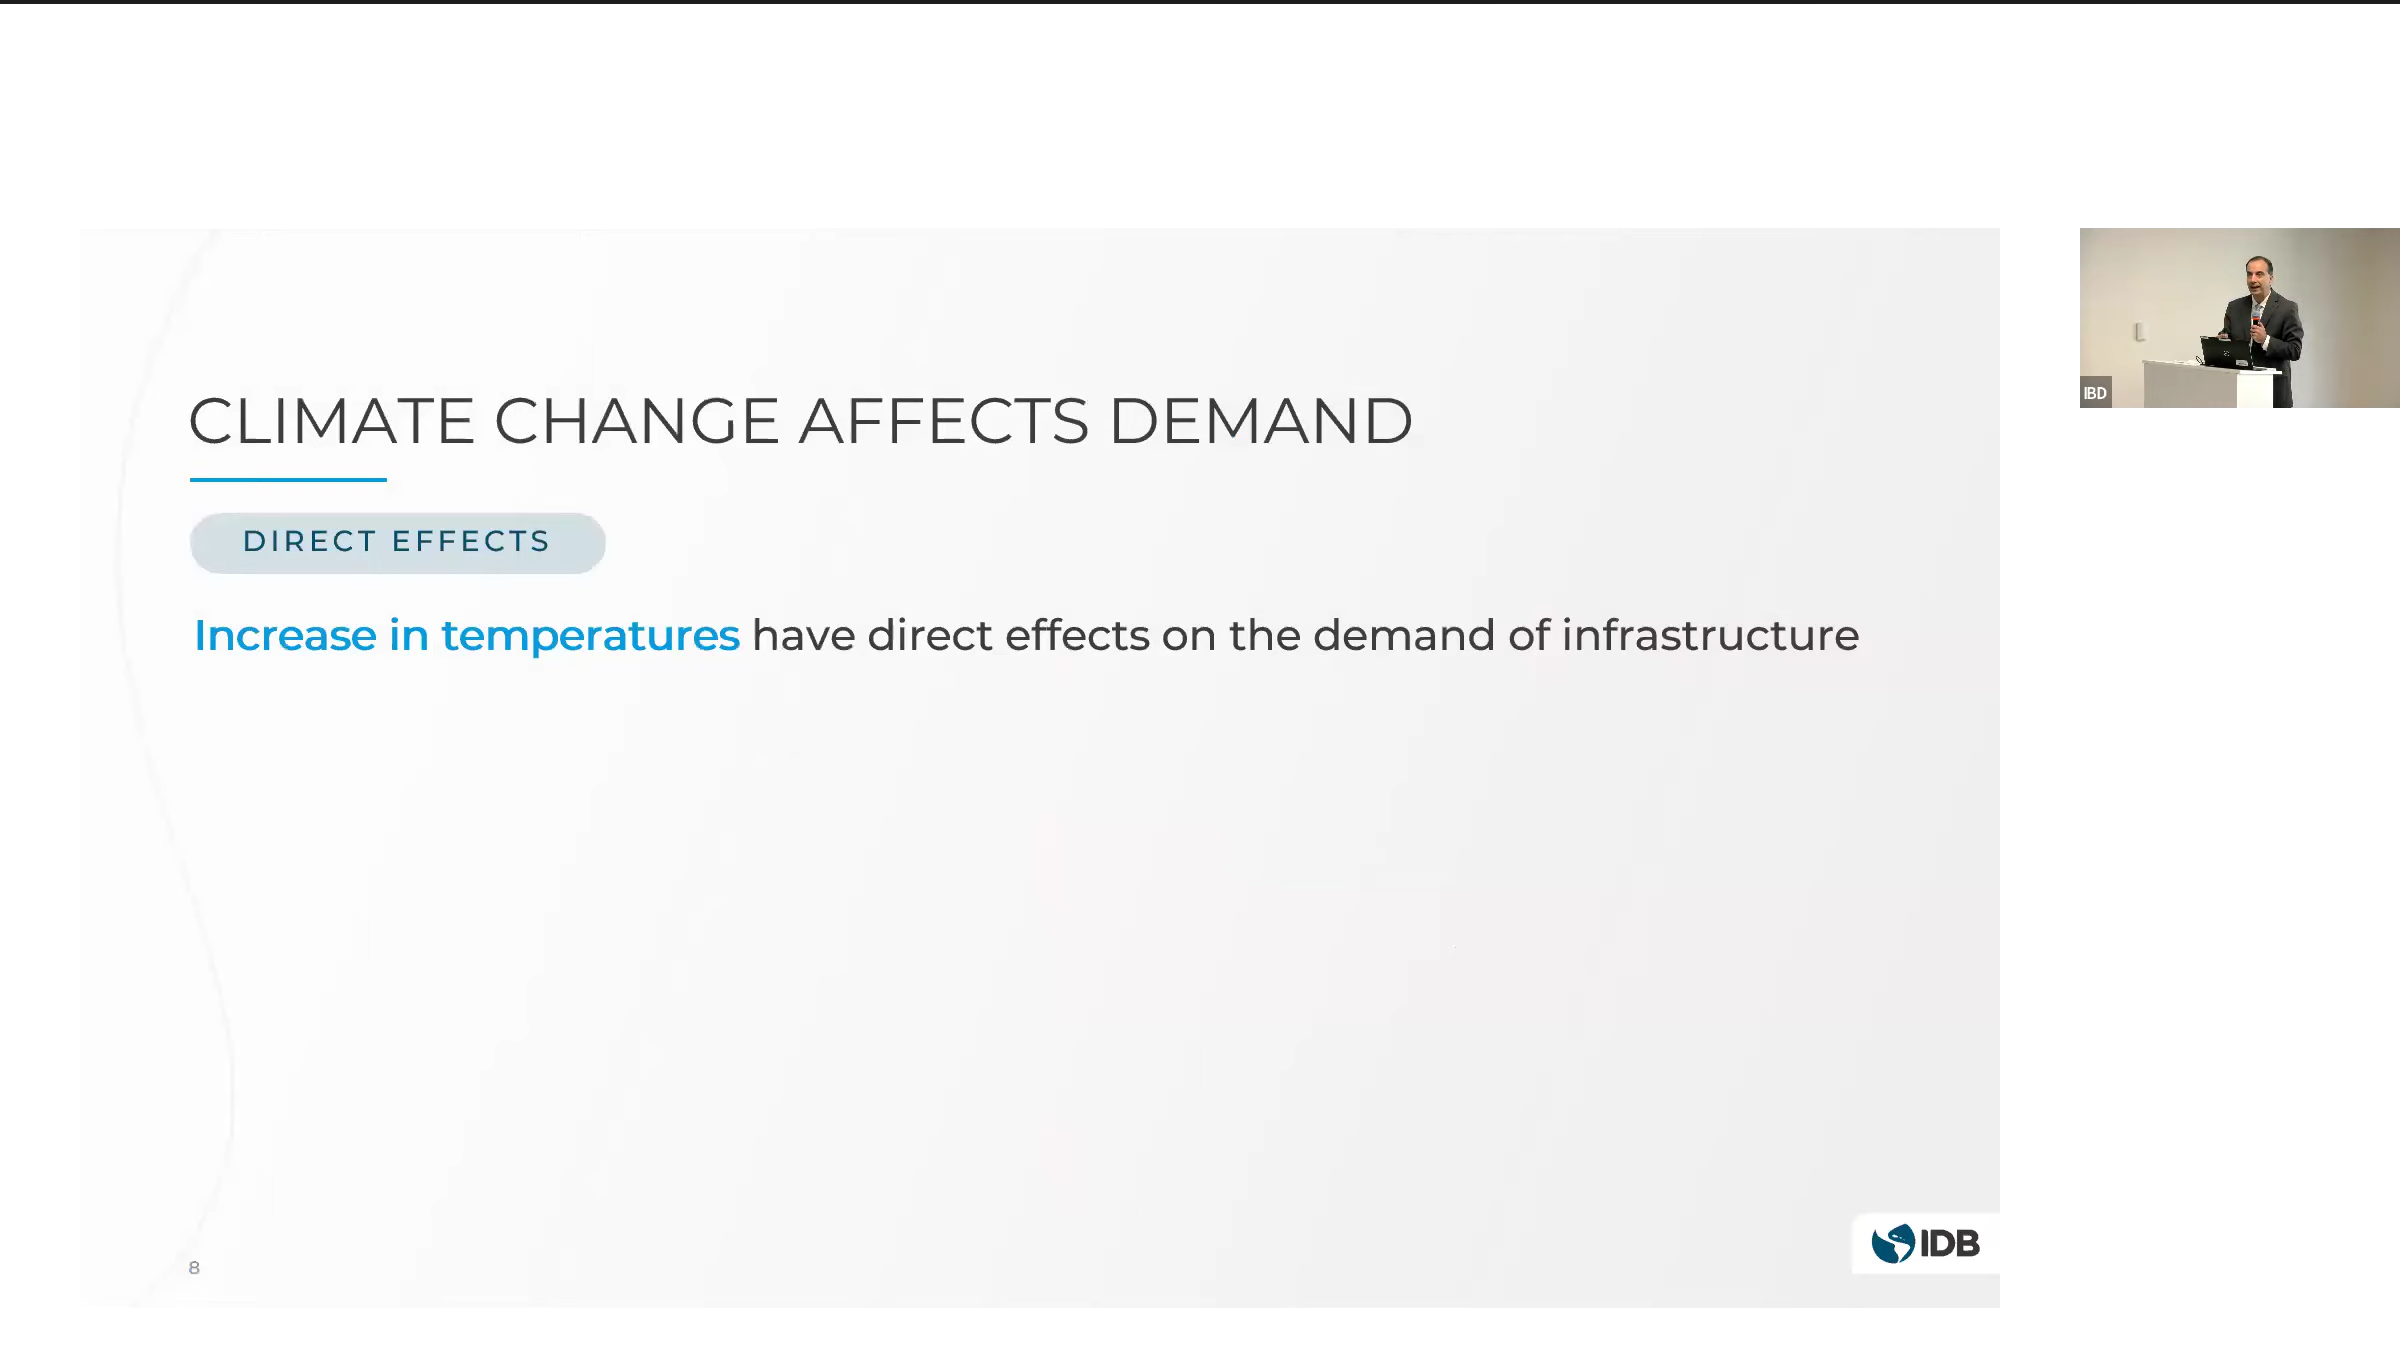 CLIMATE CHANGE AFFECTS DEMAND
DIRECT EFFECTS
Increase in temperatures have direct effects on the demand of infrastructure
8
IDB
IBD